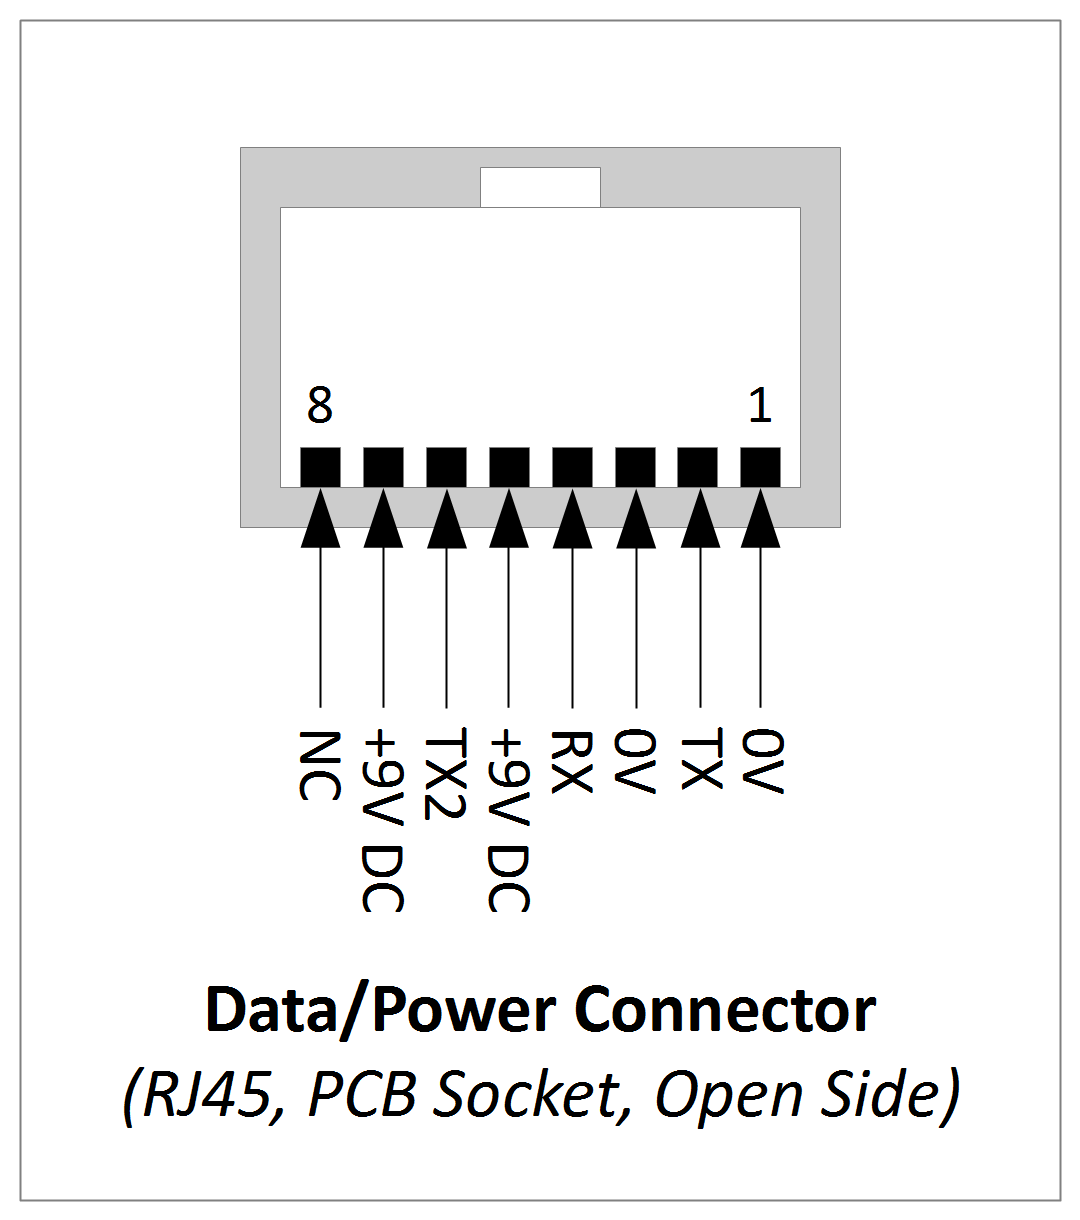 8 1
NC
+9V DC
TX2
+9V DC
RX
0V
TX
0V
Data/Power Connector
(RJ45, PCB Socket, Open Side)